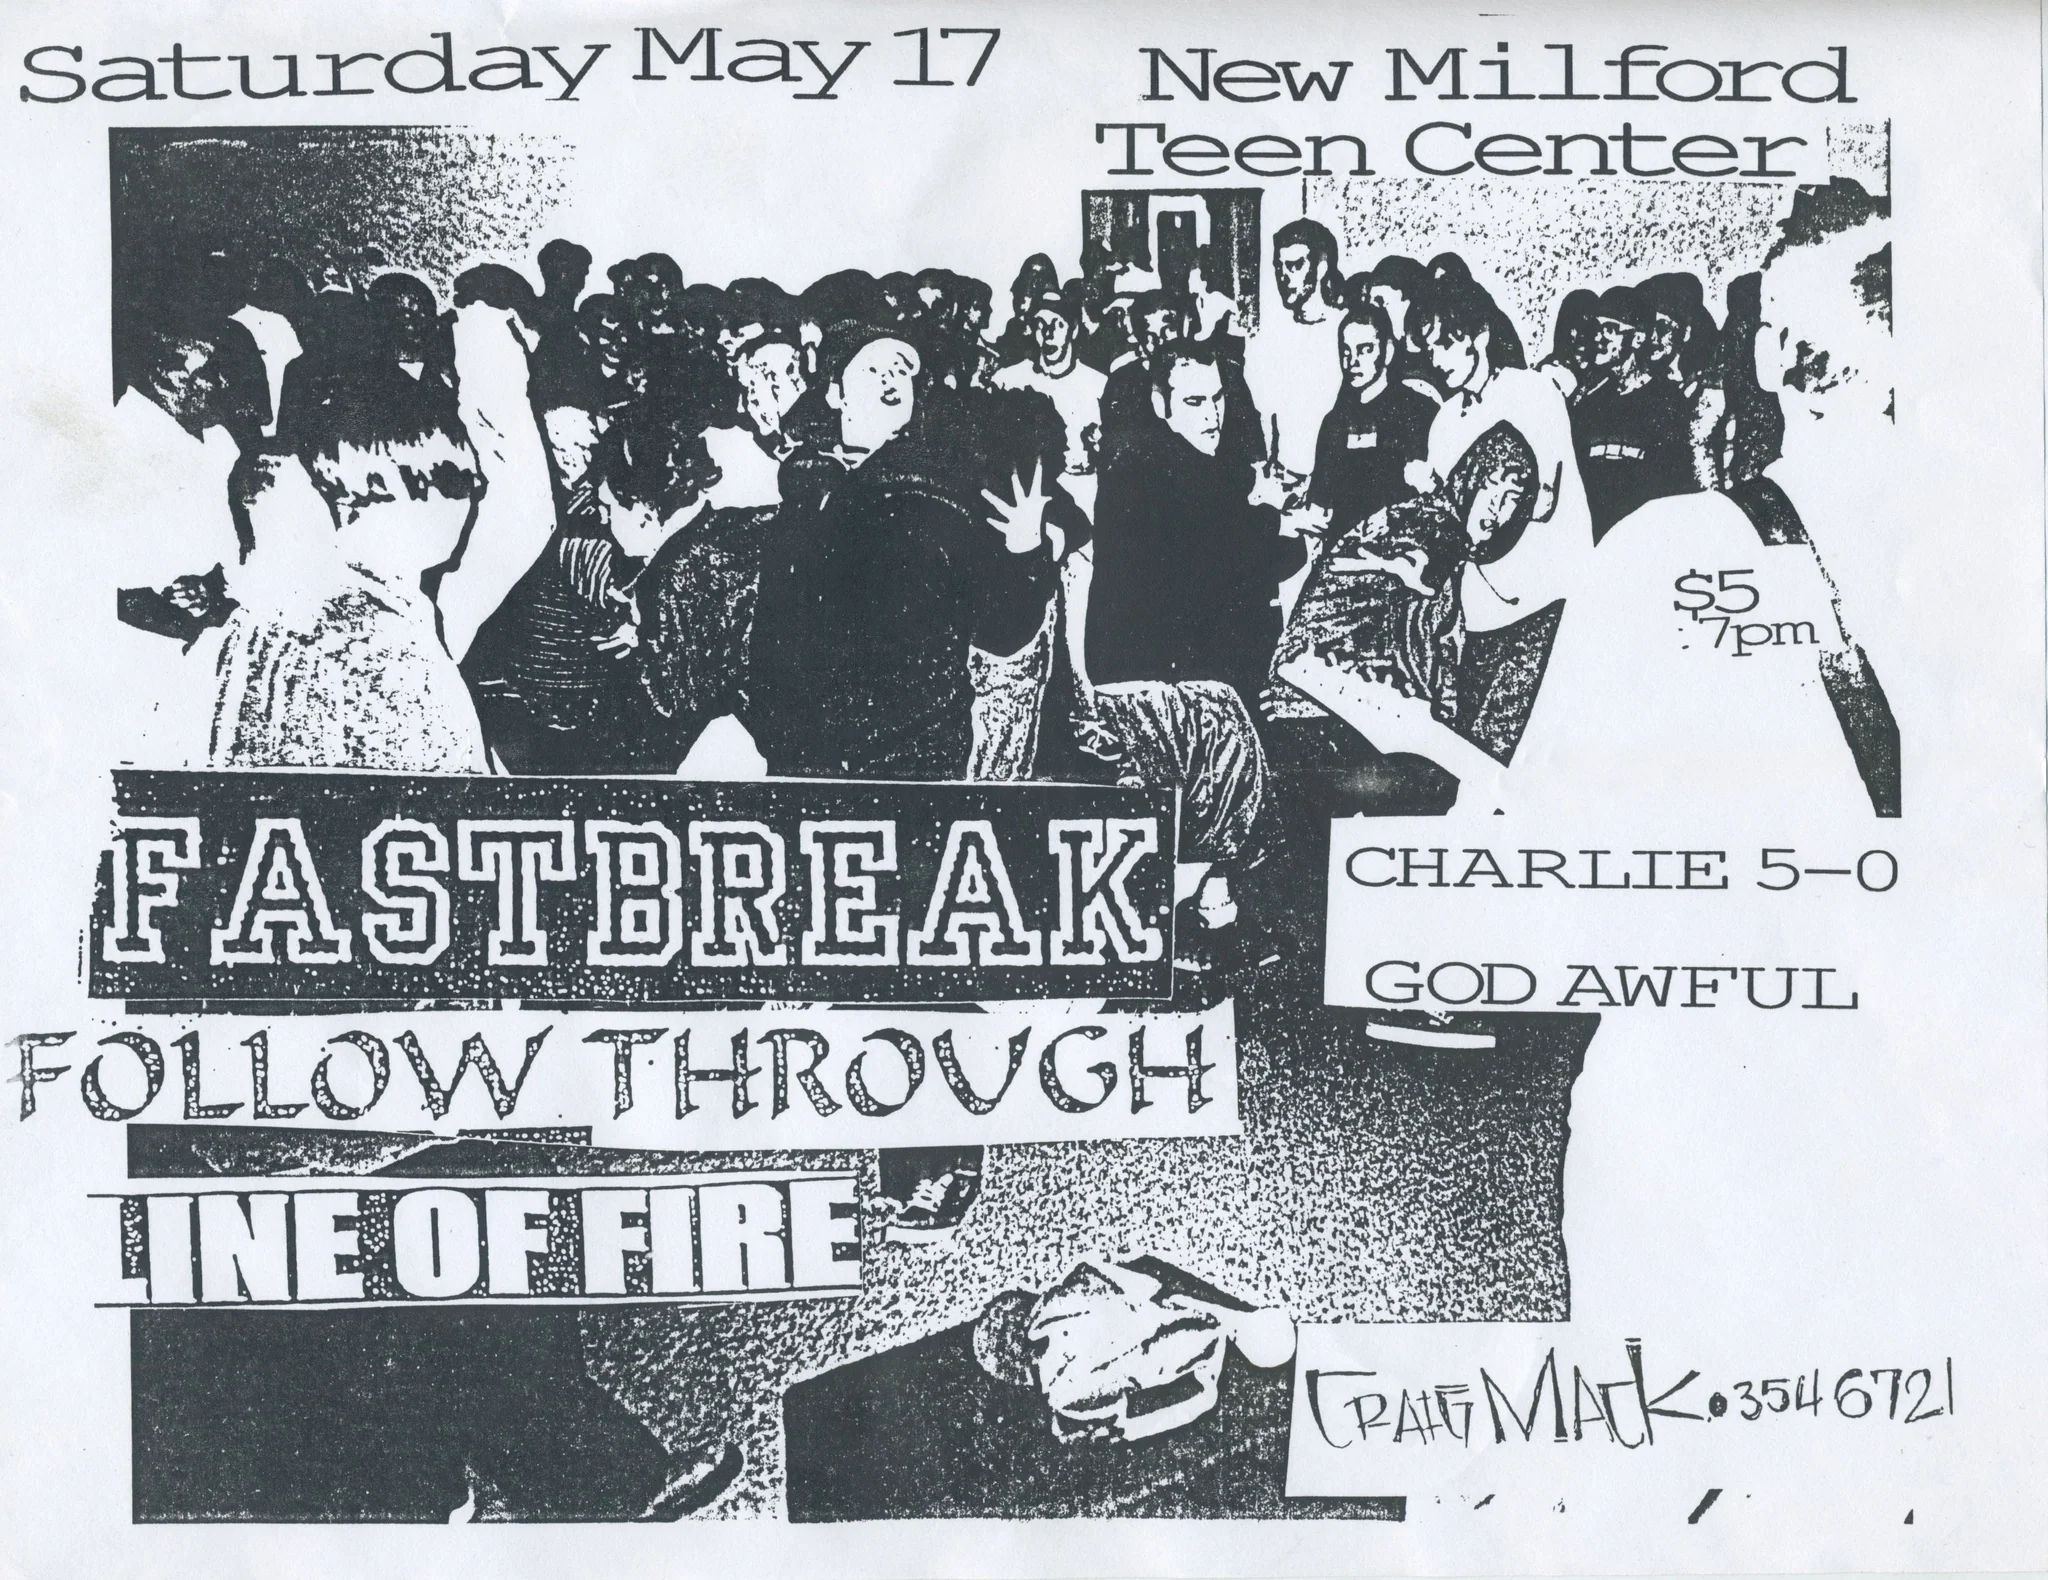 Saturday May 17
New Milford
Teen Center
$5
7pm
FASTBREAK
CHARLIE 5-0
GOD AWFUL
FOLLOW THROUGH
LINE OF FIRE
CRAIG MACK • 354 6721